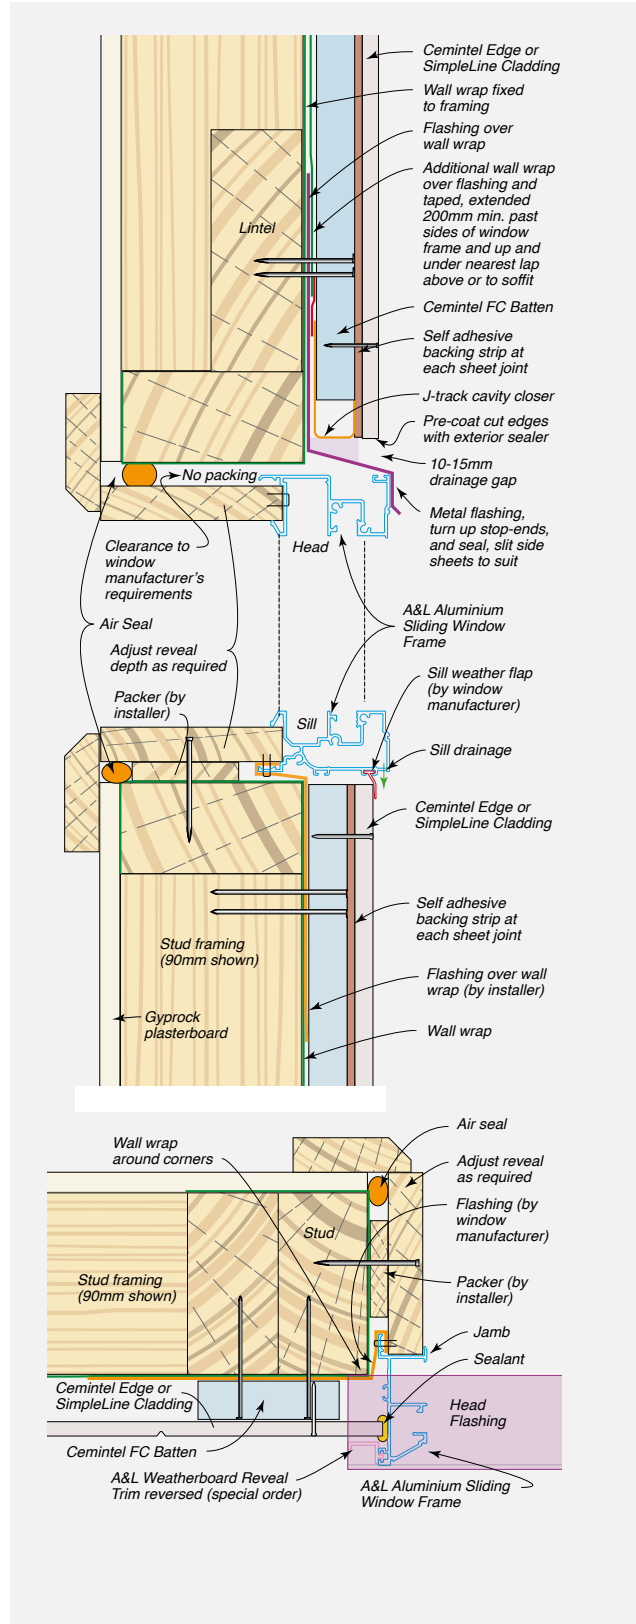 Cemintel Edge or
SimpleLine Cladding
Wall wrap fixed
to framing
Flashing over
wall wrap
Additional wall wrap
over flashing and
taped, extended
200mm min. past
sides of window
frame and up and
under nearest lap
above or to soffit
Lintel
Cemintel FC Batten
Self adhesive
backing strip at
each sheet joint
J-track cavity closer
Pre-coat cut edges
with exterior sealer
10-15mm
drainage gap
No packing
Metal flashing,
turn up stop-ends,
and seal, slit side
sheets to suit
Head
Clearance to
window
manufacturer's
requirements
Air Seal
A&L Aluminium
Sliding Window
Frame
Adjust reveal
depth as required
Sill weather flap
(by window
manufacturer)
Packer (by
installer)
Sill
Sill drainage
Cemintel Edge or
SimpleLine Cladding
Self adhesive
backing strip at
each sheet joint
Stud framing
(90mm shown)
Flashing over wall
wrap (by installer)
Gyprock
plasterboard
Wall wrap
Air seal
Wall wrap
around corners
Adjust reveal
as required
Flashing (by
window
manufacturer)
Stud
Stud framing
(90mm shown)
Packer (by
installer)
Jamb
Sealant
Cemintel Edge or
SimpleLine Cladding
Head
Flashing
Cemintel FC Batten
A&L Weatherboard Reveal
Trim reversed (special order)
A&L Aluminium Sliding
Window Frame